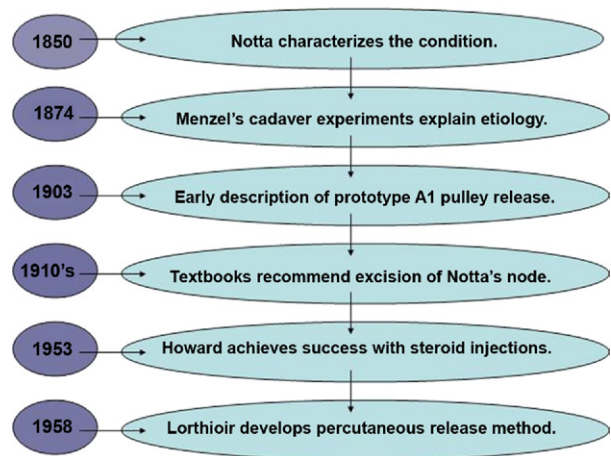 1850
Notta characterizes the condition.
1874
Menzel's cadaver experiments explain etiology.
1903
Early description of prototype A1 pulley release.
1910's
Textbooks recommend excision of Notta's node.
1953
Howard achieves success with steroid injections.
1958
Lorthioir develops percutaneous release method.